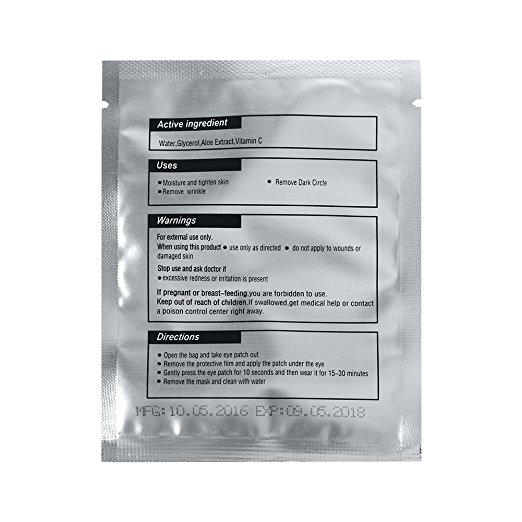 Active ingredient
Water,Glycerol,Aloe Extract,Vitamin C
Uses
● Moisture and tighten skin ● Remove Dark Circle
● Remove wrinkle
Warnings
For external use only.
When using this product ● use only as directed ● do not apply to wounds or
damaged skin
Stop use and ask doctor if
● excessive redness or irritation is present
If pregnant or breast-feeding,you are forbidden to use.
Keep out of reach of children.If swallowed,get medical help or contact
a poison control center right away.
Directions
● Open the bag and take eye patch out
● Remove the protective film and apply the patch under the eye
● Gently press the eye patch for 10 seconds and then wear it for 15-30 minutes
● Remove the mask and clean with water
MFG:10.05.2016 EXP:09.05.2018